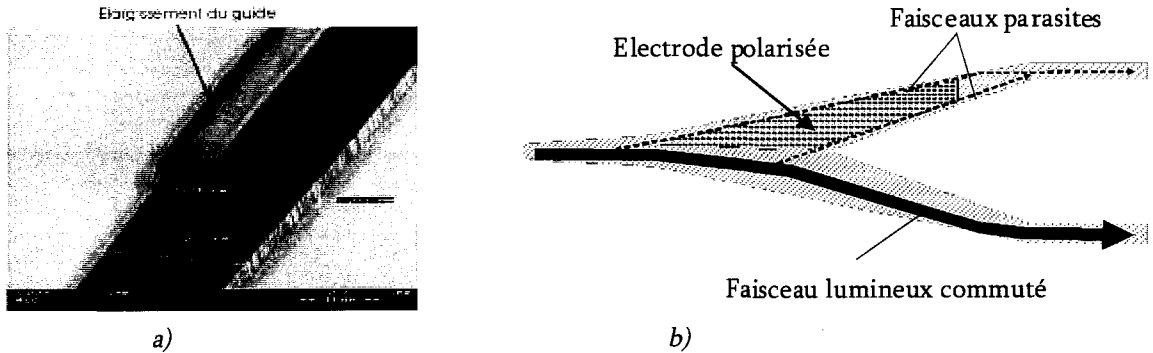 Elargissement du guide
Faisceaux parasites
Electrode polarisée
Faisceau lumineux commuté
a)
b)